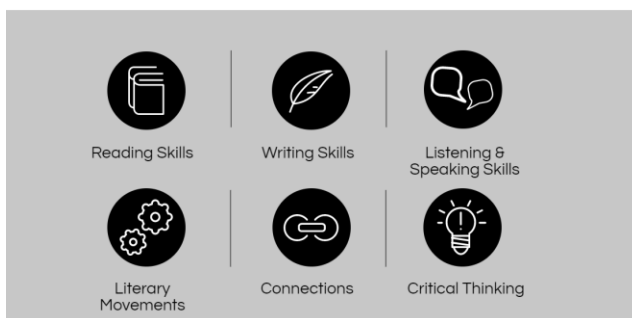 Reading Skills
Writing Skills
Listening &
Speaking Skills
Literary
Movements
Connections
Critical Thinking